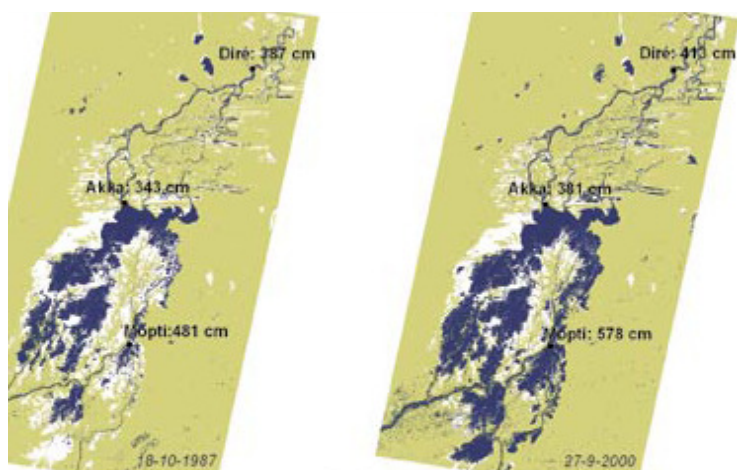 Diré: 387 cm
Akka: 343 cm
Mopti:481 cm
18-10-1987
Diré: 413 cm
Akka: 381 cm
Mopti: 578 cm
27-9-2000